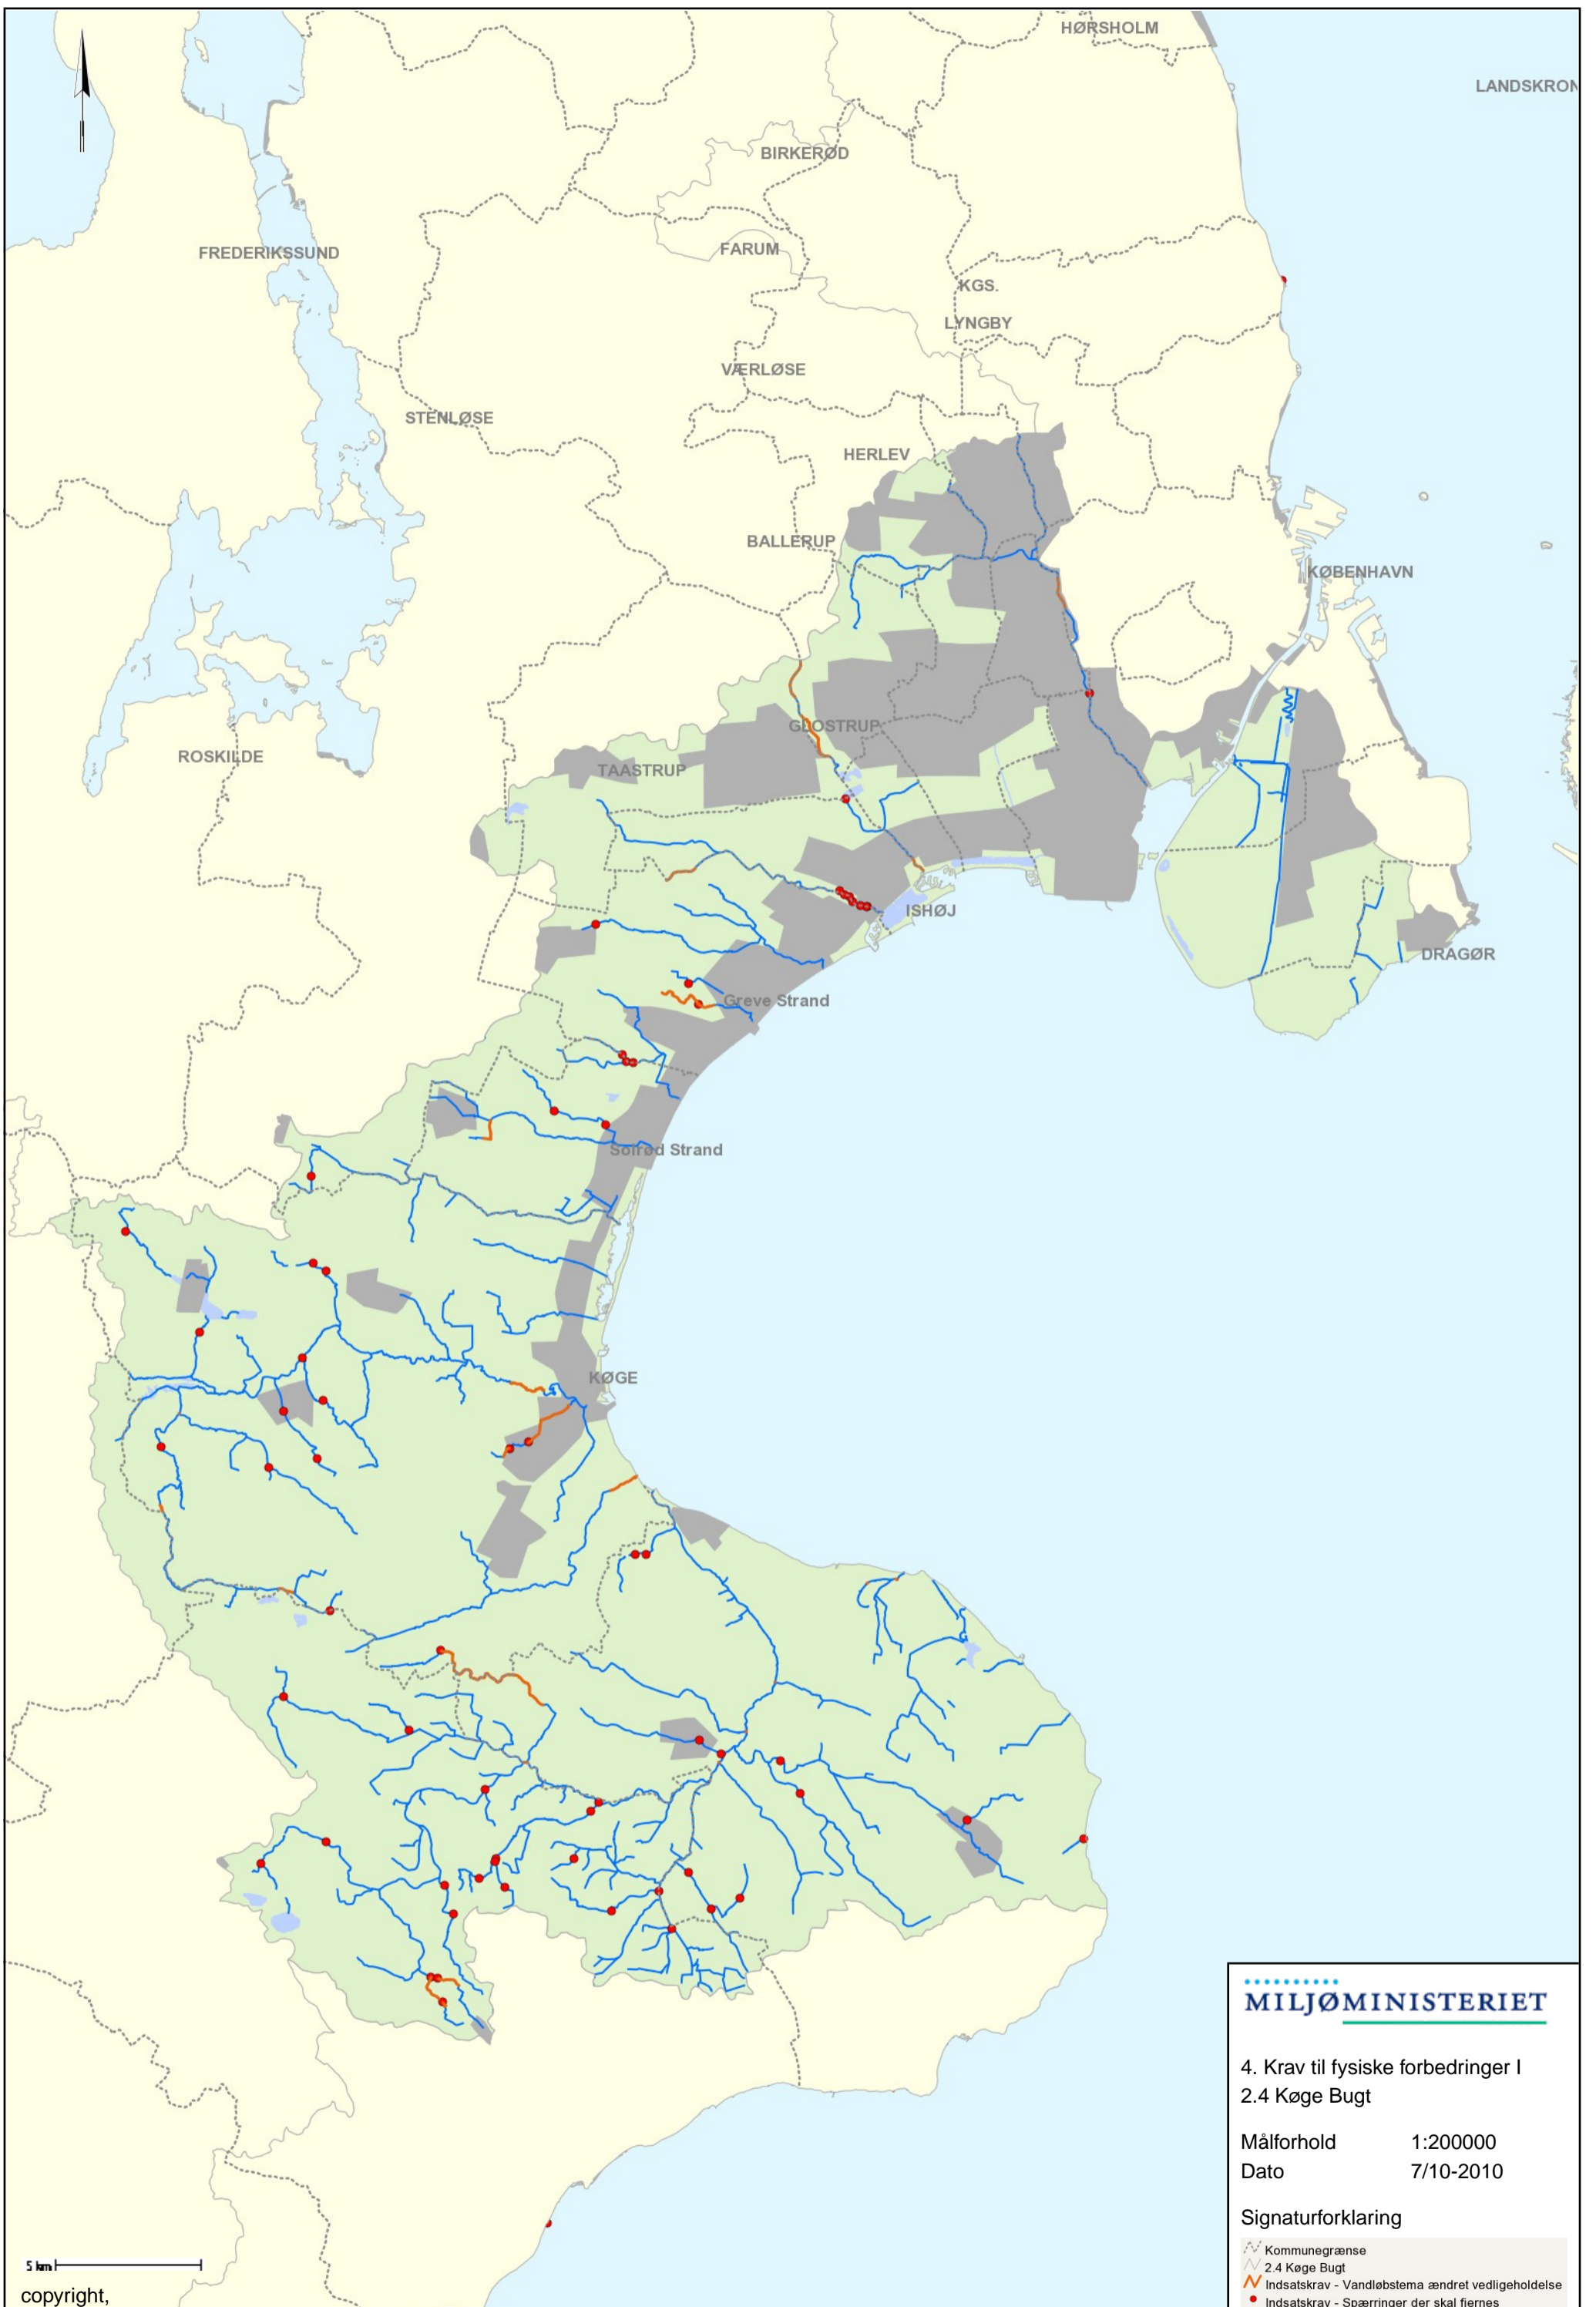 HØRSHOLM
LANDSKRON
BIRKERØD
FREDERIKSSUND
FARUM
KGS.
LYNGBY
VÆRLØSE
STENLØSE
HERLEV
BALLERUP
KØBENHAVN
GLOSTRUP
ROSKILDE
TAASTRUP
ISHØJ
DRAGØR
Greve Strand
Solrød Strand
KØGE
MILJØMINISTERIET
4. Krav til fysiske forbedringer I
2.4 Køge Bugt
Målforhold 1:200000
Dato 7/10-2010
Signaturforklaring
Kommunegrænse
2.4 Køge Bugt
Indsatskrav - Vandløbstema ændret vedligeholdelse
Indsatskrav - Spærringer der skal fjernes
5 km
copyright,